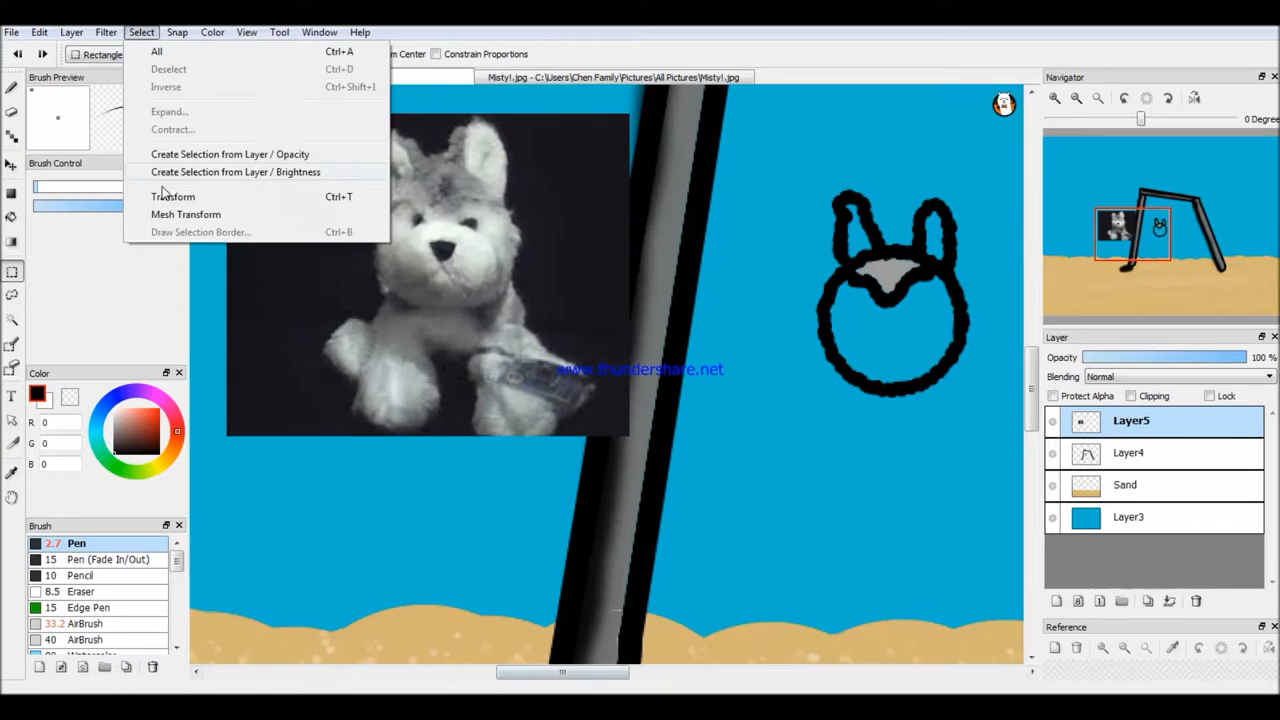 File Edit Layer Filter Select Snap Color View Tool Window Help
Rectangle
m Center
Constrain Proportions
Misty!.jpg - C:\Users\Chen Family\Pictures\All Pictures\Misty!.jpg
All Ctrl+A
Deselect Ctrl+D
Inverse Ctrl+Shift+I
Expand...
Contract...
Create Selection from Layer / Opacity
Create Selection from Layer / Brightness
Transform Ctrl+T
Mesh Transform
Draw Selection Border... Ctrl+B
Brush Preview
Brush Control
Color
R 0
G 0
B 0
Brush
2.7 Pen
15 Pen (Fade In/Out)
10 Pencil
8.5 Eraser
15 Edge Pen
33.2 AirBrush
40 AirBrush
www.thundershare.net
Navigator
0 Degree
Layer
Opacity 100 %
Blending Normal
Protect Alpha Clipping Lock
Layer5
Layer4
Sand
Layer3
Reference